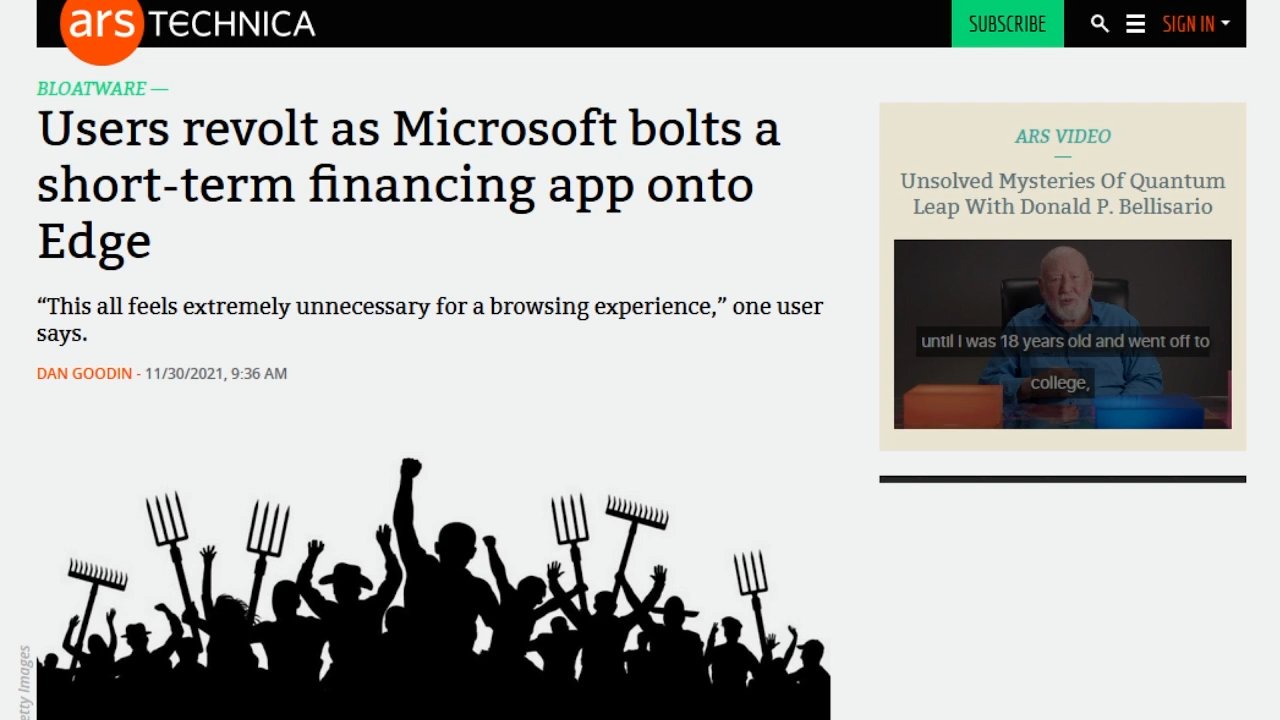 ars TECHNICA
SUBSCRIBE
SIGN IN
BLOATWARE —
Users revolt as Microsoft bolts a
short-term financing app onto
Edge
“This all feels extremely unnecessary for a browsing experience,” one user
says.
DAN GOODIN - 11/30/2021, 9:36 AM
ARS VIDEO
Unsolved Mysteries Of Quantum
Leap With Donald P. Bellisario
until I was 18 years old and went off to
college,
etty Images